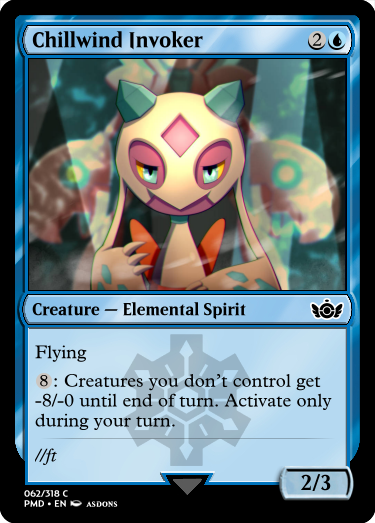 Chillwind Invoker 2
Creature — Elemental Spirit
Flying
8: Creatures you don't control get
-8/-0 until end of turn. Activate only
during your turn.
//ft
2/3
062/318 C
PMD • EN ASDONS